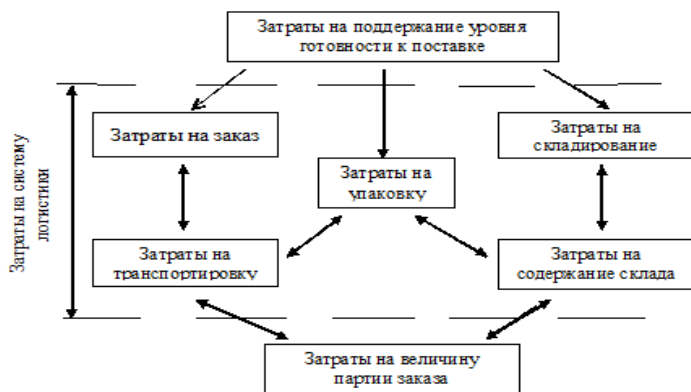 Затраты на поддержание уровня
готовности к поставке
Затраты на систему
логистики
Затраты на заказ
Затраты на
складирование
Затраты на
упаковку
Затраты на
транспортировку
Затраты на
содержание склада
Затраты на величину
партии заказа